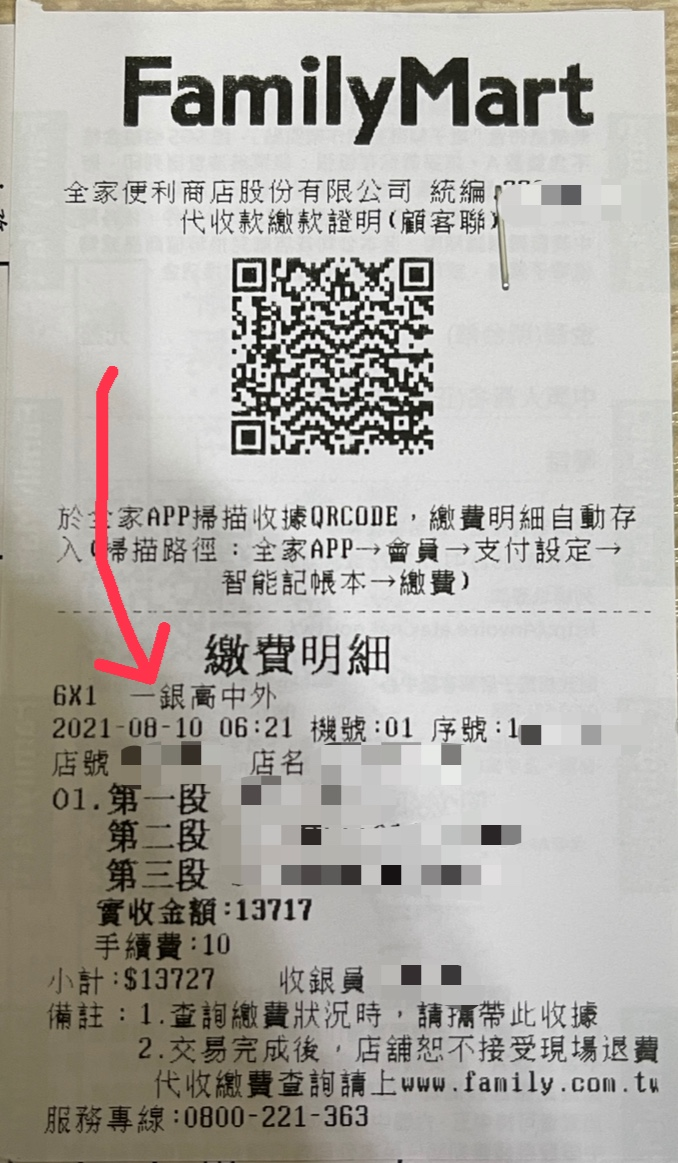 FamilyMart
全家便利商店股份有限公司 統編
代收款繳款證明(顧客聯)
於全家APP掃描收據QRCODE，繳費明細自動存
入(掃描路徑：全家APP→會員→支付設定→
智能記帳本→繳費)
繳費明細
6X1 一銀高中外
2021-08-10 06:21 機號:01 序號:1
店號 店名
01.第一段
第二段
第三段
實收金額:13717
手續費:10
小計:$13727 收銀員
備註：1.查詢繳費狀況時，請攜帶此收據
2.交易完成後，店舖恕不接受現場退費
代收繳費查詢請上www.family.com.tw
服務專線:0800-221-363